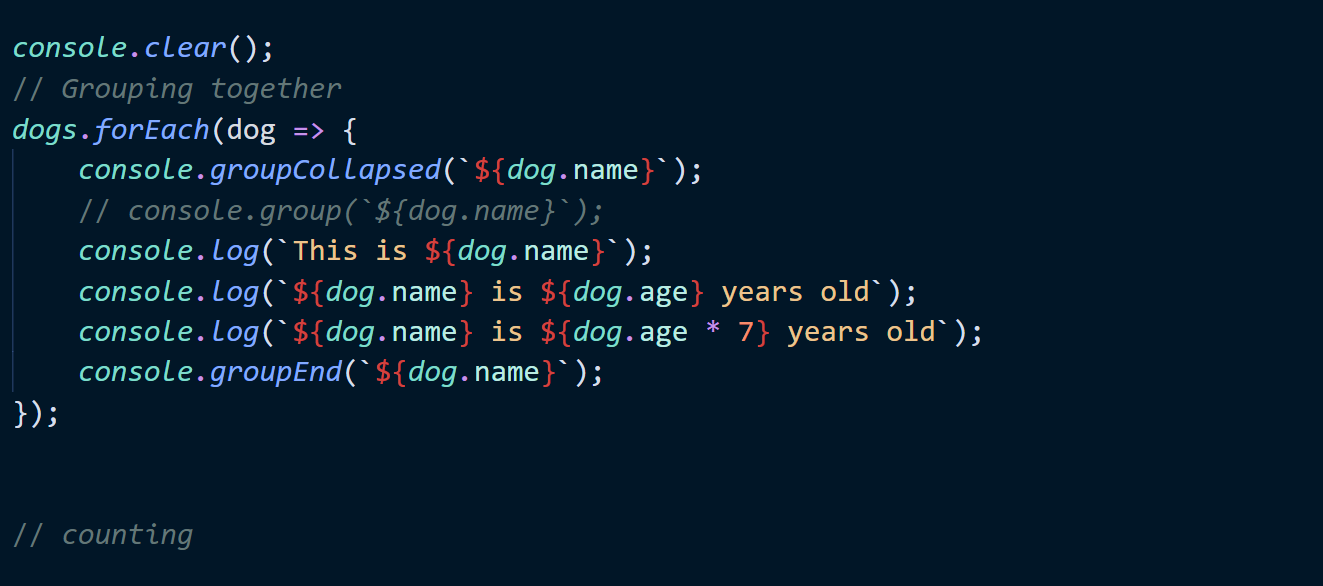 console.clear();
// Grouping together
dogs.forEach(dog => {
    console.groupCollapsed(`${dog.name}`);
    // console.group(`${dog.name}`);
    console.log(`This is ${dog.name}`);
    console.log(`${dog.name} is ${dog.age} years old`);
    console.log(`${dog.name} is ${dog.age * 7} years old`);
    console.groupEnd(`${dog.name}`);
});
// counting